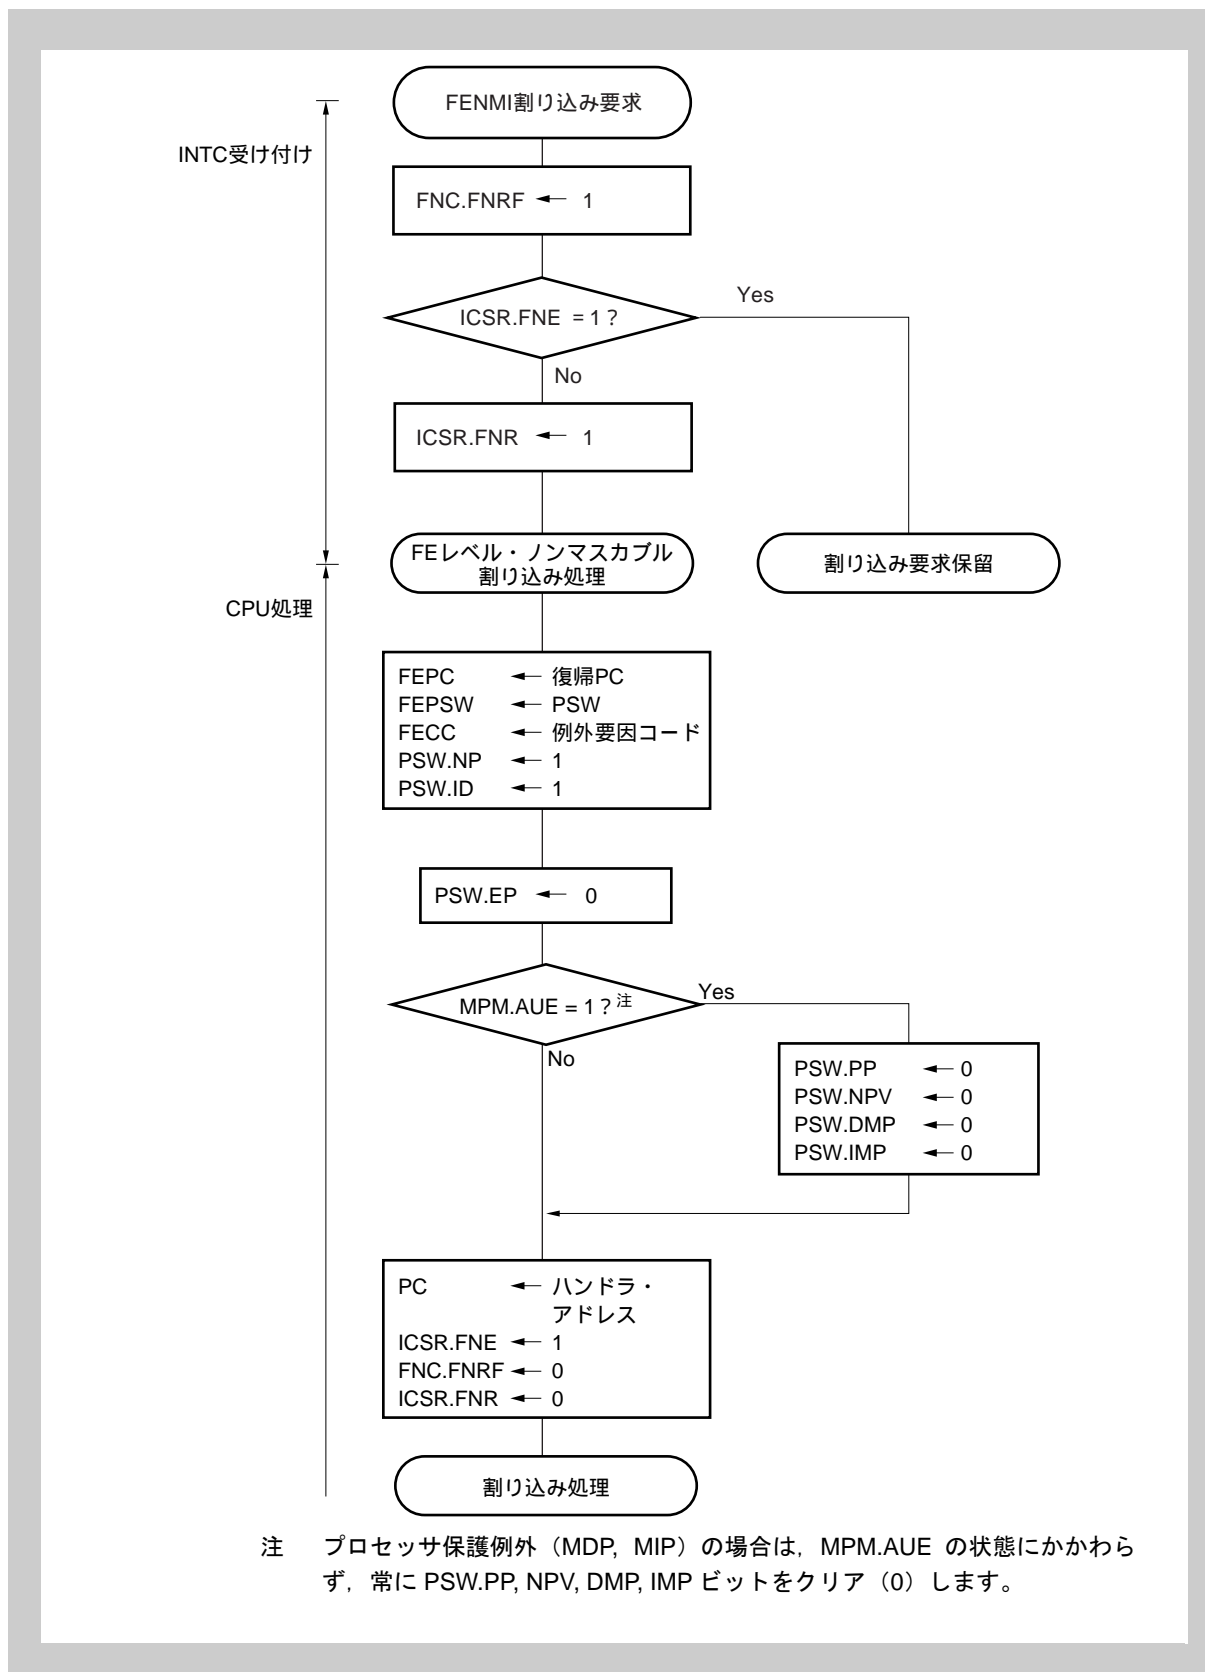 FENMI割り込み要求
INTC受け付け
FNC.FNRF ← 1
ICSR.FNE = 1 ?
Yes
No
ICSR.FNR ← 1
FEレベル・ノンマスカブル
割り込み処理
割り込み要求保留
CPU処理
FEPC ← 復帰PC
FEPSW ← PSW
FECC ← 例外要因コード
PSW.NP ← 1
PSW.ID ← 1
PSW.EP ← 0
MPM.AUE = 1 ? 注
Yes
No
PSW.PP ← 0
PSW.NPV ← 0
PSW.DMP ← 0
PSW.IMP ← 0
PC ← ハンドラ・
アドレス
ICSR.FNE ← 1
FNC.FNRF ← 0
ICSR.FNR ← 0
割り込み処理
注 プロセッサ保護例外（MDP, MIP）の場合は，MPM.AUE の状態にかかわら
ず，常に PSW.PP, NPV, DMP, IMP ビットをクリア（0）します。